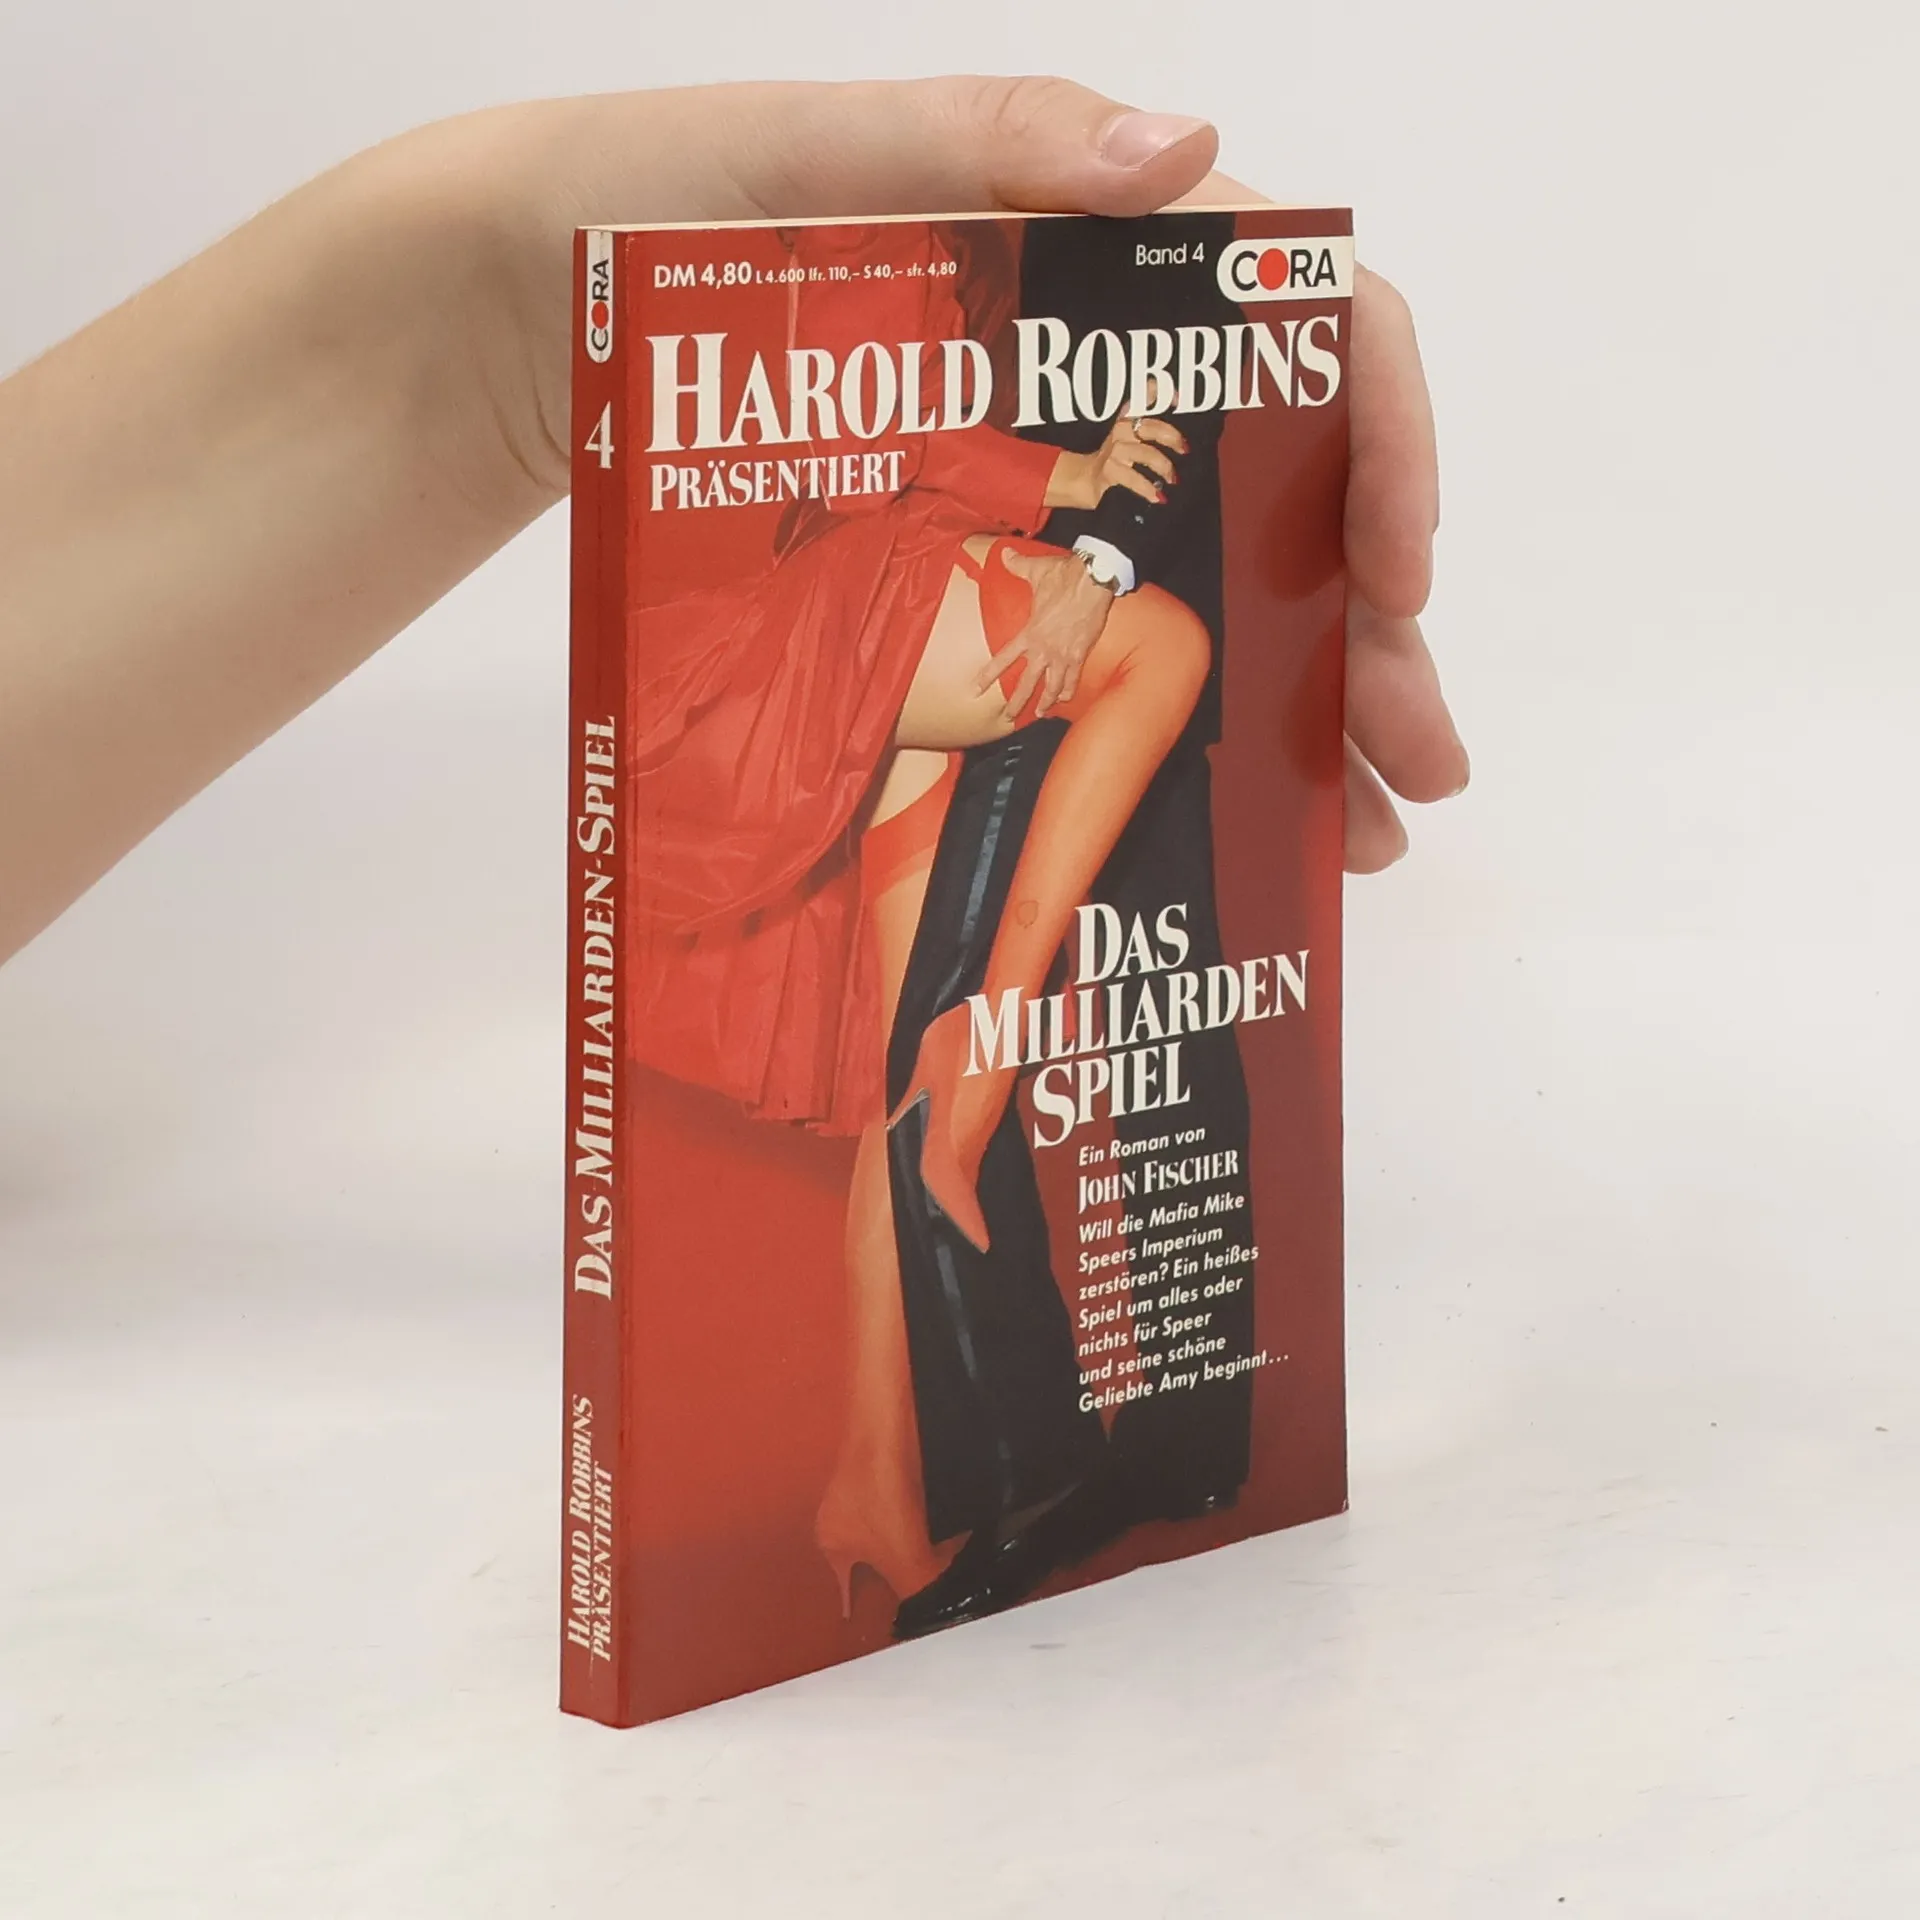 CORA
4
DAS MILLIARDEN-SPIEL
HAROLD ROBBINS
PRÄSENTIERT
DM 4,80 L 4.600 lfr. 110,– S 40,– sfr. 4,80
Band 4
CORA
HAROLD ROBBINS
PRÄSENTIERT
DAS
MILLIARDEN
SPIEL
Ein Roman von
JOHN FISCHER
Will die Mafia Mike
Speers Imperium
zerstören? Ein heißes
Spiel um alles oder
nichts für Speer
und seine schöne
Geliebte Amy beginnt...